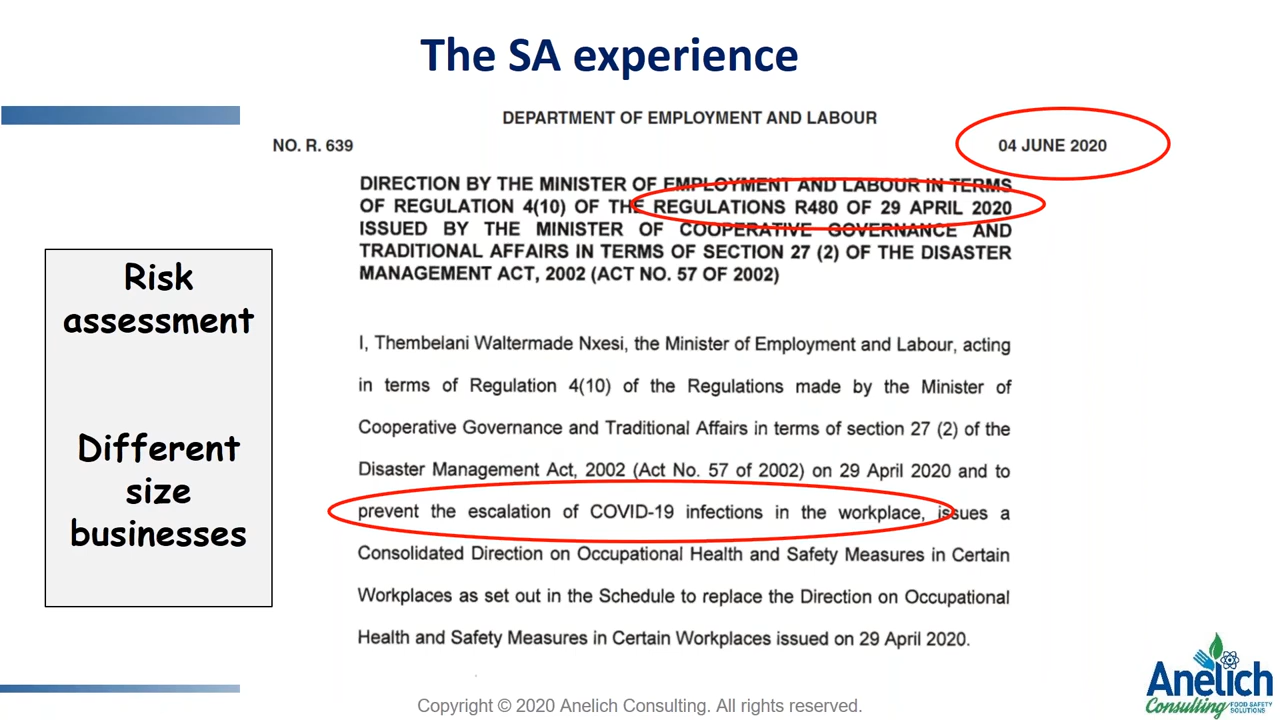 The SA experience
DEPARTMENT OF EMPLOYMENT AND LABOUR
NO. R. 639
04 JUNE 2020
DIRECTION BY THE MINISTER OF EMPLOYMENT AND LABOUR IN TERMS
OF REGULATION 4(10) OF THE REGULATIONS R480 OF 29 APRIL 2020
ISSUED BY THE MINISTER OF COOPERATIVE GOVERNANCE AND
TRADITIONAL AFFAIRS IN TERMS OF SECTION 27 (2) OF THE DISASTER
MANAGEMENT ACT, 2002 (ACT NO. 57 OF 2002)
Risk
assessment
Different
size
businesses
I, Thembelani Waltermade Nxesi, the Minister of Employment and Labour, acting
in terms of Regulation 4(10) of the Regulations made by the Minister of
Cooperative Governance and Traditional Affairs in terms of section 27 (2) of the
Disaster Management Act, 2002 (Act No. 57 of 2002) on 29 April 2020 and to
prevent the escalation of COVID-19 infections in the workplace, issues a
Consolidated Direction on Occupational Health and Safety Measures in Certain
Workplaces as set out in the Schedule to replace the Direction on Occupational
Health and Safety Measures in Certain Workplaces issued on 29 April 2020.
Copyright © 2020 Anelich Consulting. All rights reserved.
Anelich
Consulting FOOD SAFETY
SOLUTIONS